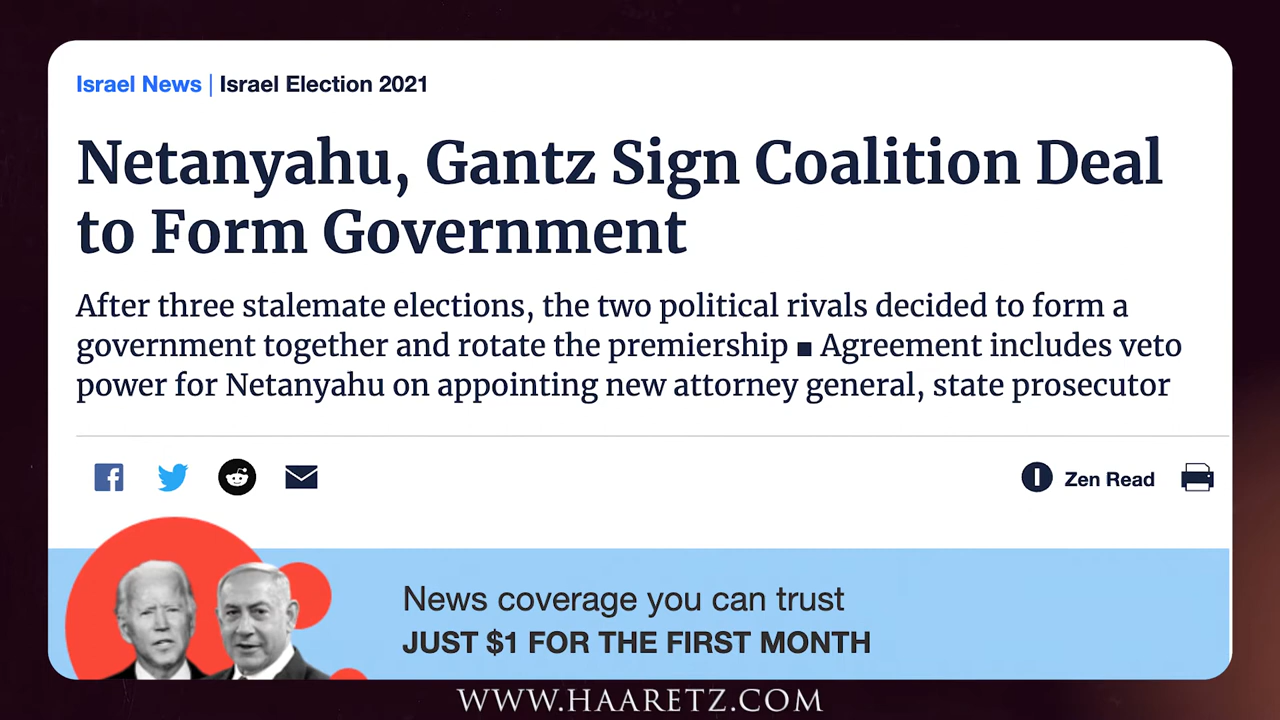 Israel News | Israel Election 2021
Netanyahu, Gantz Sign Coalition Deal
to Form Government
After three stalemate elections, the two political rivals decided to form a
government together and rotate the premiership ■ Agreement includes veto
power for Netanyahu on appointing new attorney general, state prosecutor
Zen Read
News coverage you can trust
JUST $1 FOR THE FIRST MONTH
WWW.HAARETZ.COM